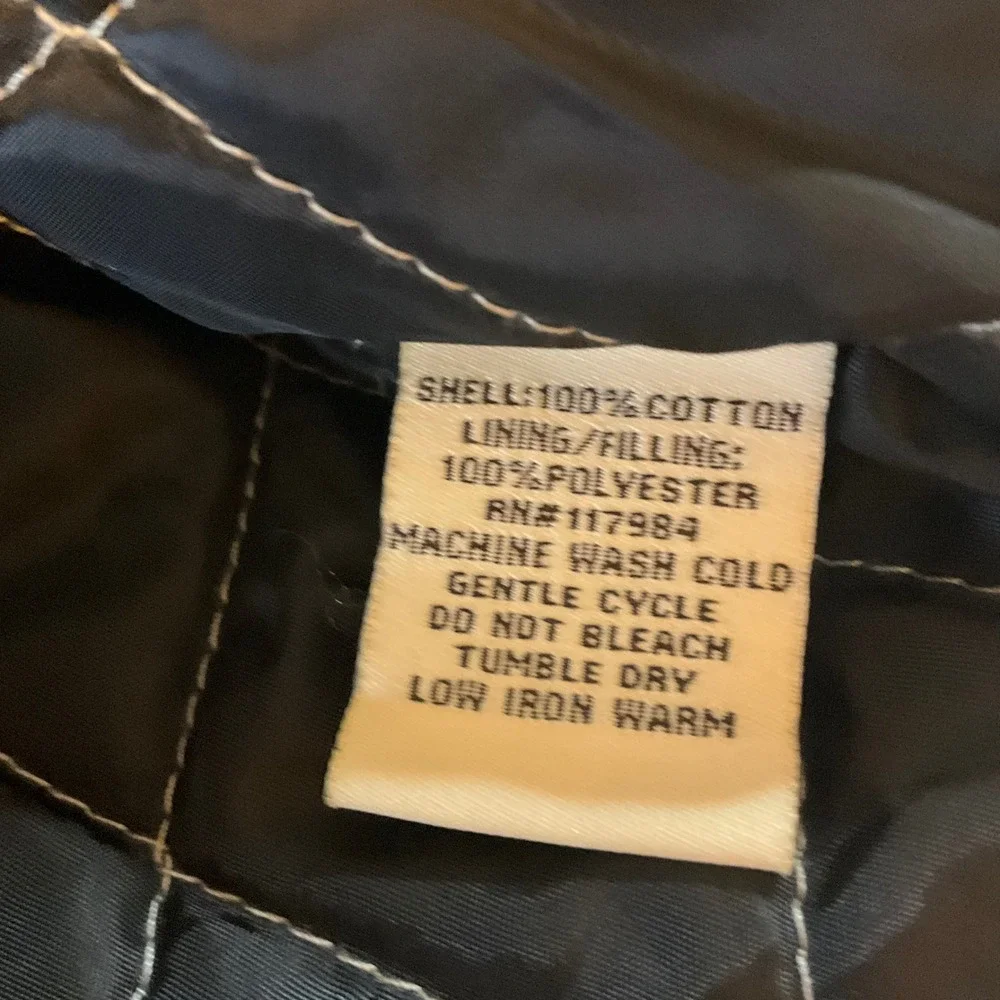 SHELL:100%COTTON
LINING/FILLING:
100%POLYESTER
RN#117984
MACHINE WASH COLD
GENTLE CYCLE
DO NOT BLEACH
TUMBLE DRY
LOW IRON WARM